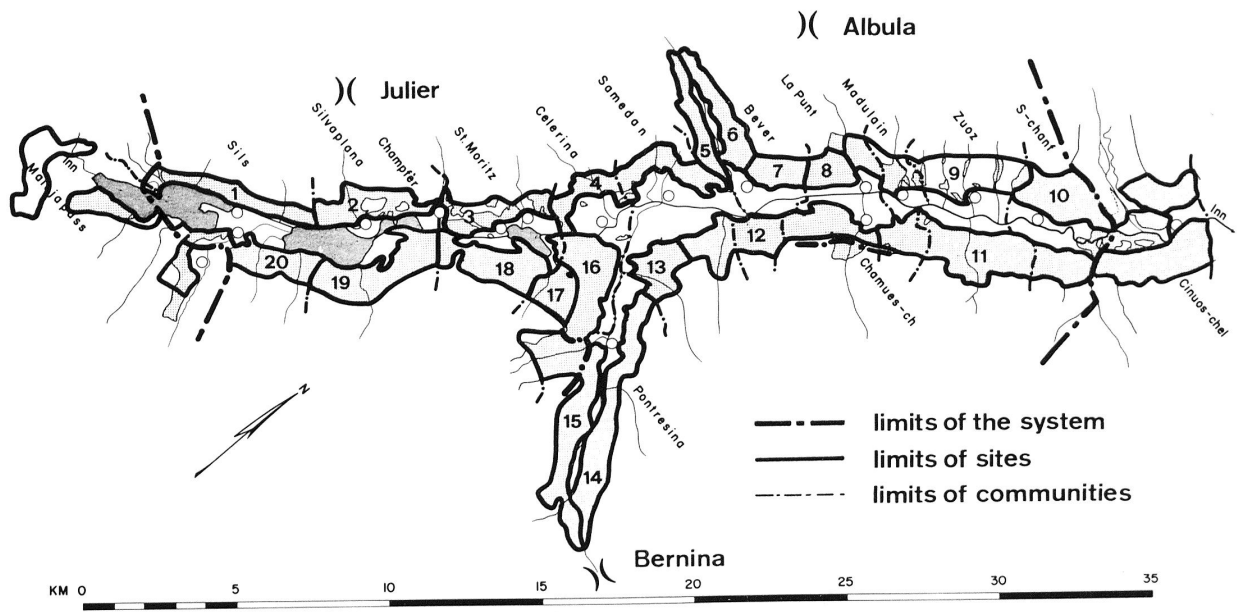 )( Albula
)( Julier
Inn
Maloja Pass
Sils
Silvaplana
Champfèr
St. Moritz
Celerina
Samedan
Bever
La Punt
Madulain
Zuoz
S-chanf
Inn
1
2
3
4
5
6
7
8
9
10
20
19
18
17
16
13
12
11
15
14
Chamues-ch
Cinuos-chel
Pontresina
N
limits of the system
limits of sites
limits of communities
)( Bernina
KM 0 5 10 15 20 25 30 35